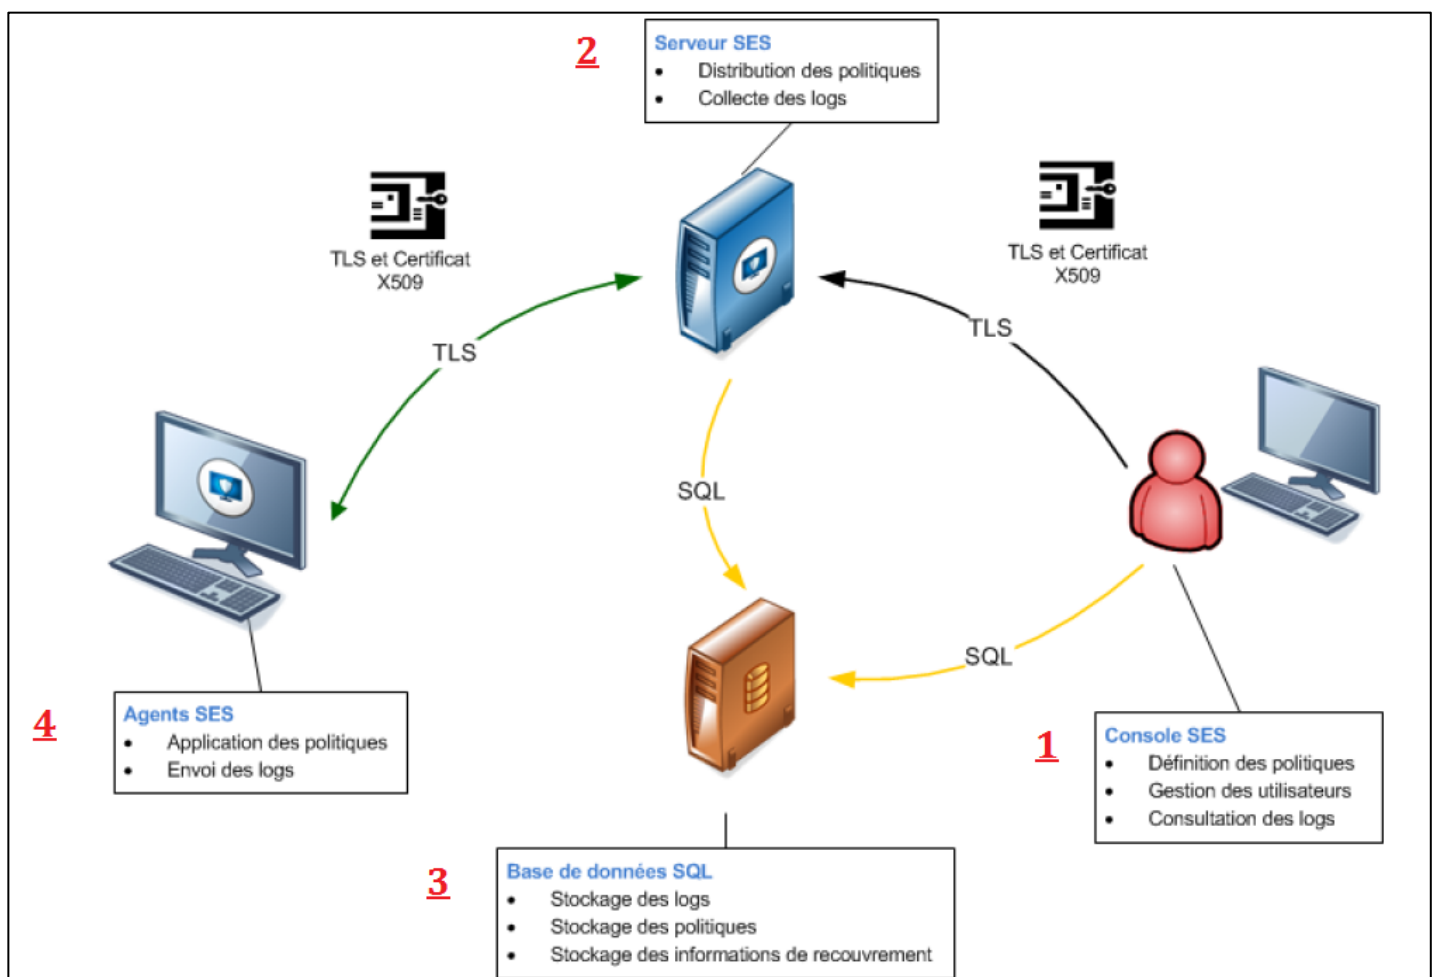 2
Serveur SES
• Distribution des politiques
• Collecte des logs
TLS et Certificat
X509
TLS et Certificat
X509
TLS
TLS
SQL
SQL
4
Agents SES
• Application des politiques
• Envoi des logs
1
Console SES
• Définition des politiques
• Gestion des utilisateurs
• Consultation des logs
3
Base de données SQL
• Stockage des logs
• Stockage des politiques
• Stockage des informations de recouvrement